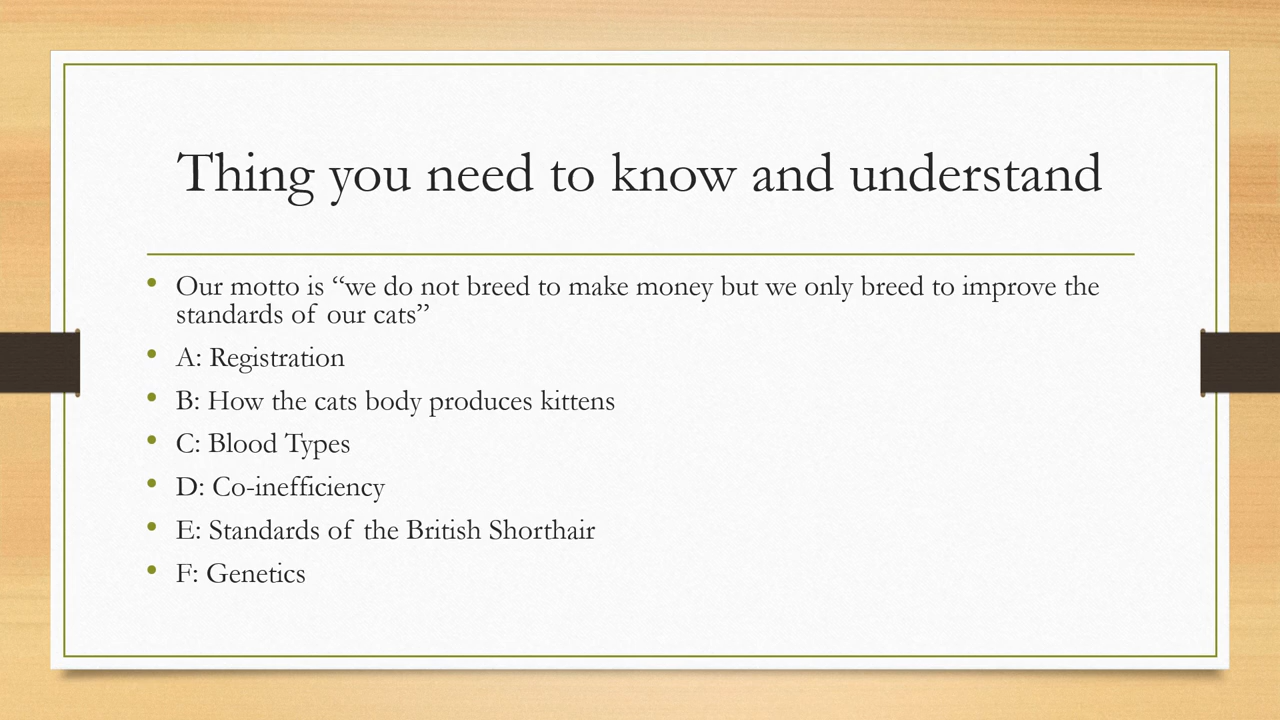 Thing you need to know and understand
• Our motto is “we do not breed to make money but we only breed to improve the
standards of our cats”
• A: Registration
• B: How the cats body produces kittens
• C: Blood Types
• D: Co-inefficiency
• E: Standards of the British Shorthair
• F: Genetics